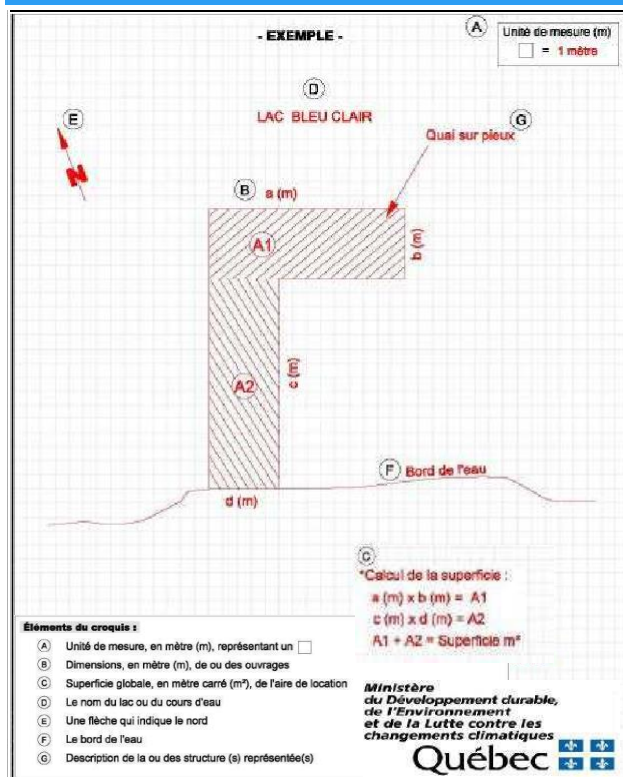 - EXEMPLE -
A
Unité de mesure (m)
= 1 mètre
D
LAC BLEU CLAIR
E
N
G
Quai sur pieux
B
a (m)
A1
b (m)
A2
c (m)
F
Bord de l'eau
d (m)
C
*Calcul de la superficie :
a (m) x b (m) = A1
c (m) x d (m) = A2
A1 + A2 = Superficie m²
Éléments du croquis :
A Unité de mesure, en mètre (m), représentant un
B Dimensions, en mètre (m), de ou des ouvrages
C Superficie globale, en mètre carré (m²), de l'aire de location
D Le nom du lac ou du cours d'eau
E Une flèche qui indique le nord
F Le bord de l'eau
G Description de la ou des structure (s) représentée(s)
Ministère
du Développement durable,
de l'Environnement
et de la Lutte contre les
changements climatiques
Québec